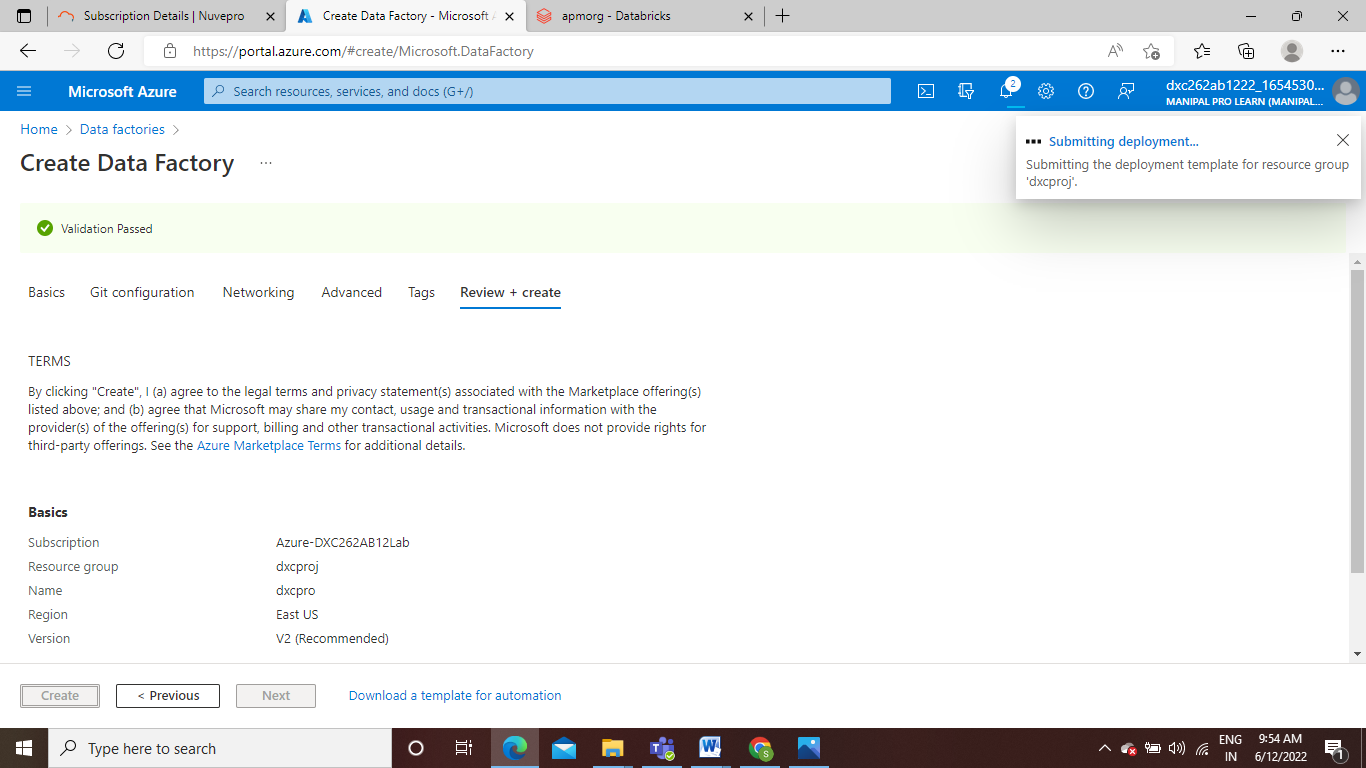 Subscription Details | Nuvepro
Create Data Factory - Microsoft A
apmorg - Databricks
https://portal.azure.com/#create/Microsoft.DataFactory
Microsoft Azure
Search resources, services, and docs (G+/)
2
dxc262ab1222_1654530...
MANIPAL PRO LEARN (MANIPAL...
Home > Data factories >
Create Data Factory ...
Submitting deployment...
Submitting the deployment template for resource group
'dxcproj'.
Validation Passed
Basics Git configuration Networking Advanced Tags Review + create
TERMS
By clicking "Create", I (a) agree to the legal terms and privacy statement(s) associated with the Marketplace offering(s)
listed above; and (b) agree that Microsoft may share my contact, usage and transactional information with the
provider(s) of the offering(s) for support, billing and other transactional activities. Microsoft does not provide rights for
third-party offerings. See the Azure Marketplace Terms for additional details.
Basics
Subscription Azure-DXC262AB12Lab
Resource group dxcproj
Name dxcpro
Region East US
Version V2 (Recommended)
Create < Previous Next Download a template for automation
Type here to search
ENG
IN
9:54 AM
6/12/2022
1